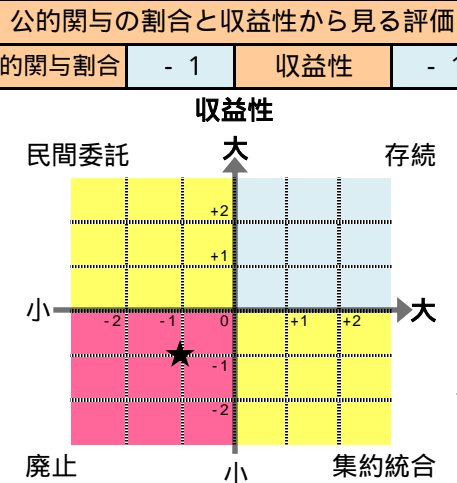 公的関与の割合と収益性から見る評価
的関与割合 - 1 収益性 -
収益性
大
民間委託 存続
+2
+1
小 -2 -1 0 +1 +2 大
-1
-2
廃止 小 集約統合